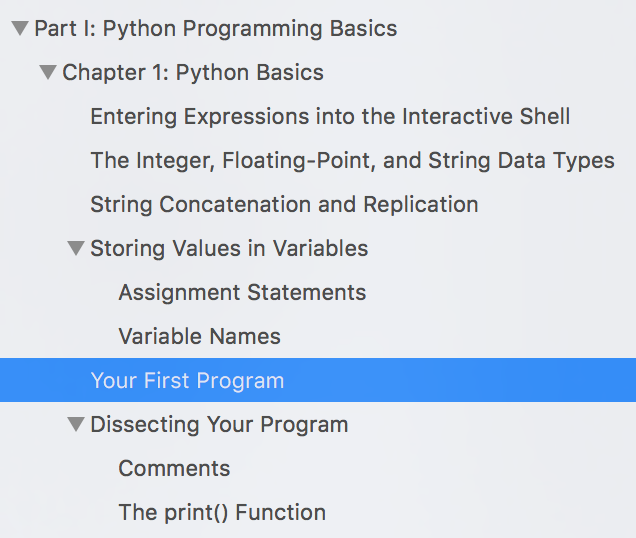 Part I: Python Programming Basics
Chapter 1: Python Basics
Entering Expressions into the Interactive Shell
The Integer, Floating-Point, and String Data Types
String Concatenation and Replication
Storing Values in Variables
Assignment Statements
Variable Names
Your First Program
Dissecting Your Program
Comments
The print() Function